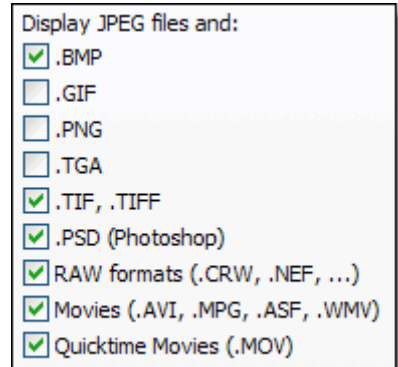 Display JPEG files and:
.BMP
.GIF
.PNG
.TGA
.TIF, .TIFF
.PSD (Photoshop)
RAW formats (.CRW, .NEF, ...)
Movies (.AVI, .MPG, .ASF, .WMV)
Quicktime Movies (.MOV)